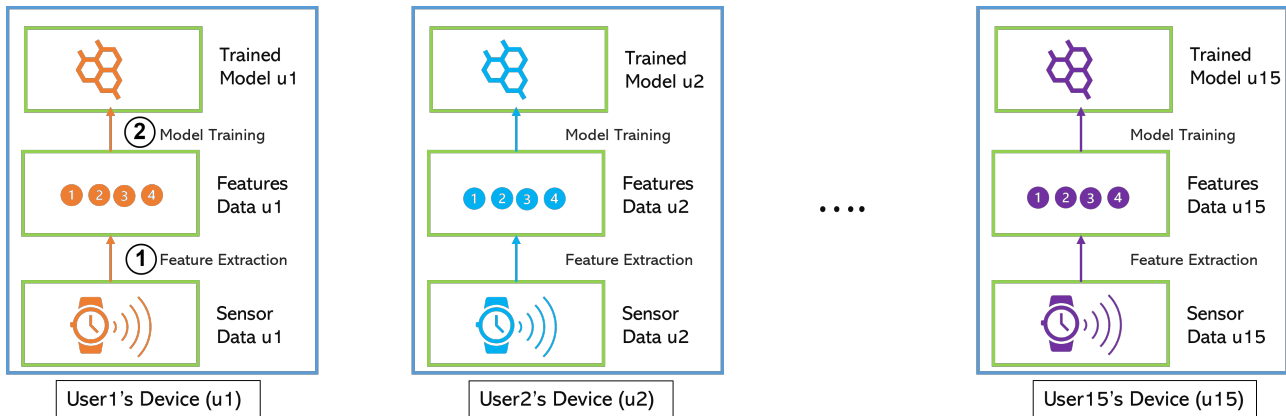 Trained
Model u1
2 Model Training
1 2 3 4
Features
Data u1
1 Feature Extraction
Sensor
Data u1
User1's Device (u1)
Trained
Model u2
Model Training
1 2 3 4
Features
Data u2
Feature Extraction
Sensor
Data u2
User2's Device (u2)
....
Trained
Model u15
Model Training
1 2 3 4
Features
Data u15
Feature Extraction
Sensor
Data u15
User15's Device (u15)